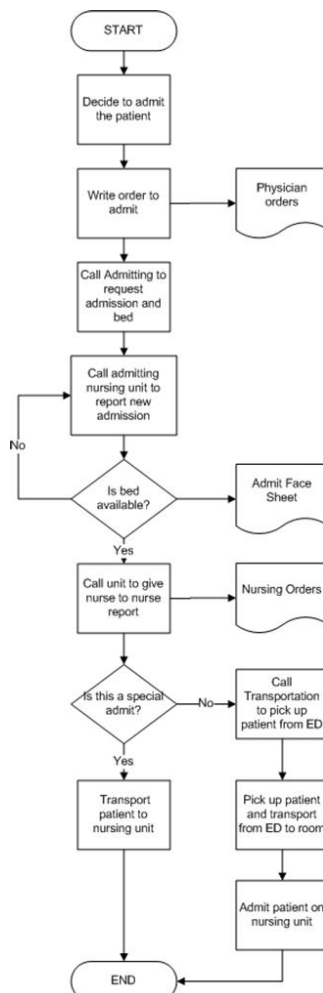 START
Decide to admit
the patient
Write order to
admit
Physician
orders
Call Admitting to
request
admission and
bed
Call admitting
nursing unit to
report new
admission
No
Is bed
available?
Admit Face
Sheet
Yes
Call unit to give
nurse to nurse
report
Nursing Orders
Is this a special
admit?
No
Call
Transportation
to pick up
patient from ED
Yes
Transport
patient to
nursing unit
Pick up patient
and transport
from ED to room
Admit patient on
nursing unit
END